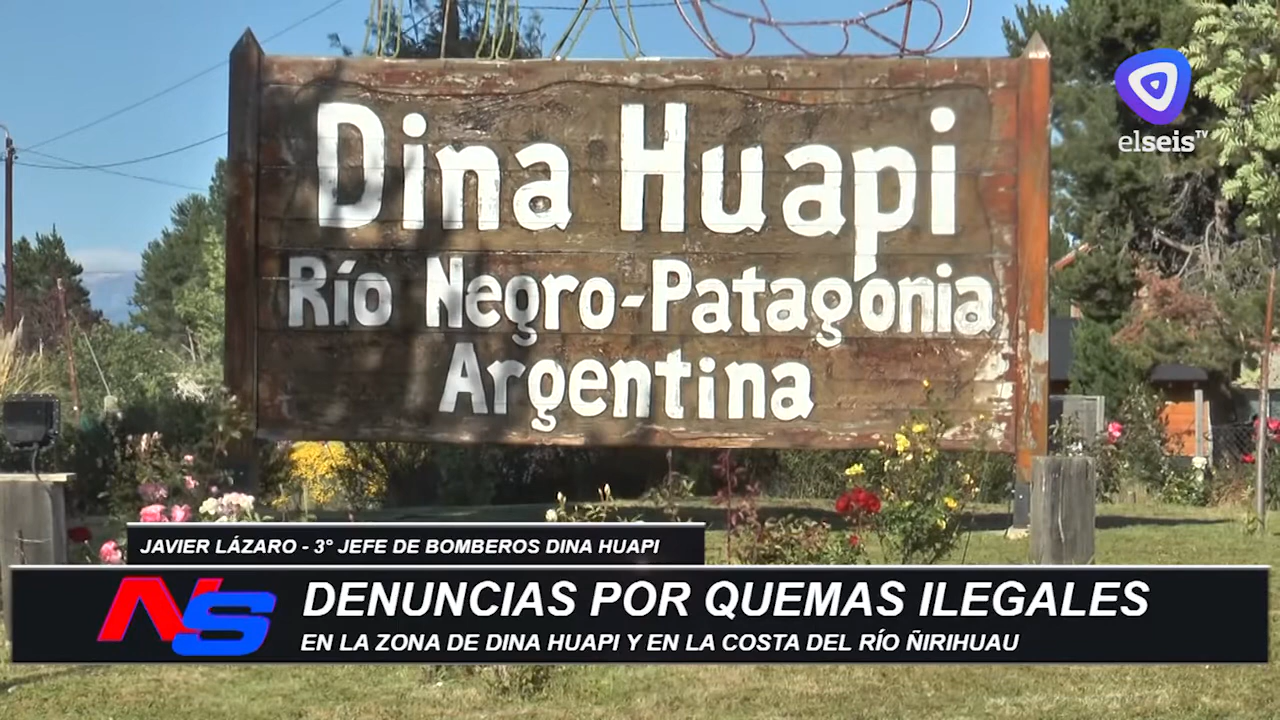 elseis TV
Dina Huapi
Río Negro-Patagonia
Argentina
JAVIER LÁZARO - 3° JEFE DE BOMBEROS DINA HUAPI
NS
DENUNCIAS POR QUEMAS ILEGALES
EN LA ZONA DE DINA HUAPI Y EN LA COSTA DEL RÍO ÑIRIHUAU